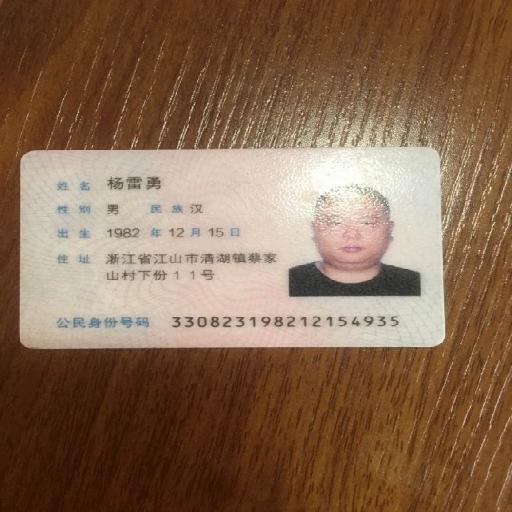 姓名 杨雷勇
性别 男 民族 汉
出生 1982 年 12 月 15 日
住址 浙江省江山市清湖镇蔡家
山村下份11号
公民身份号码 330823198212154935